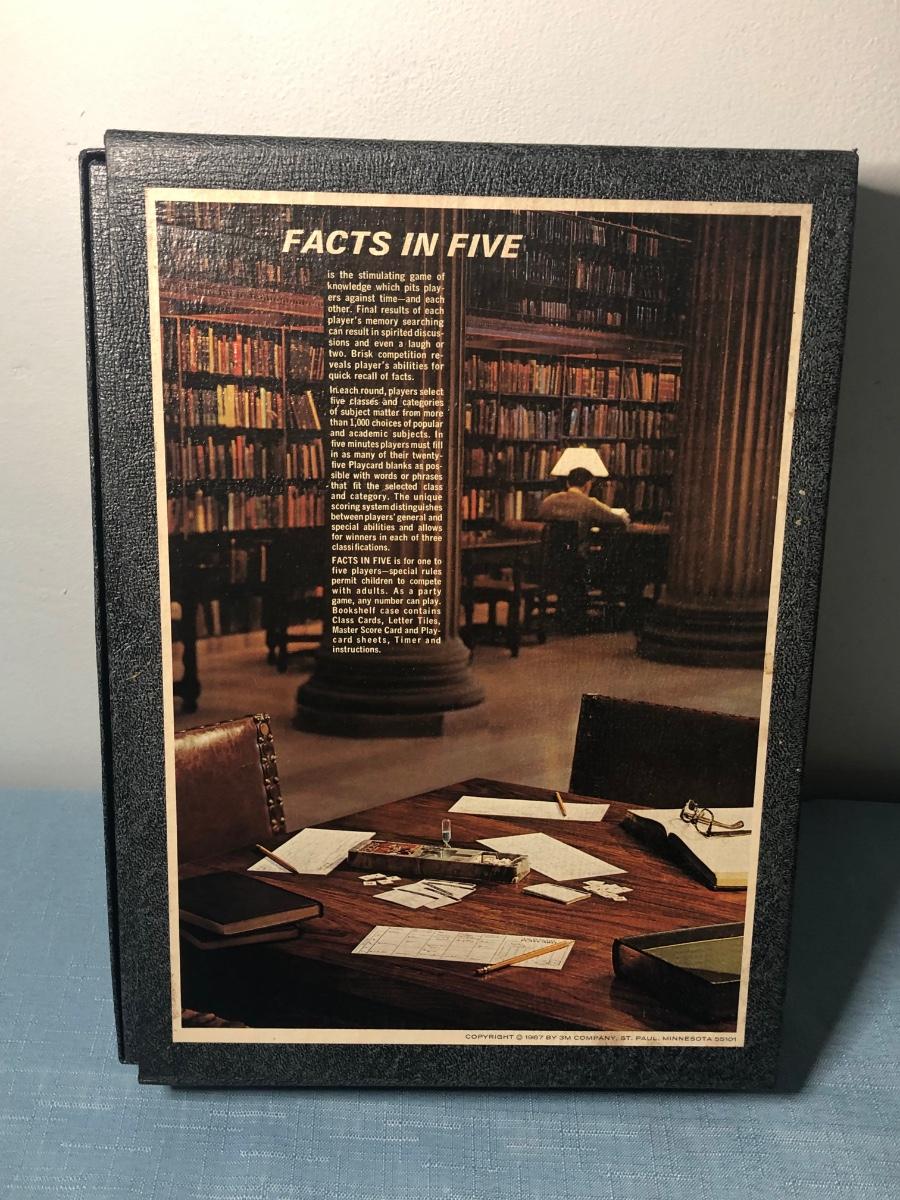 FACTS IN FIVE
is the stimulating game of
knowledge which pits play-
ers against time—and each
other. Final results of each
player's memory searching
can result in spirited discus-
sions and even a laugh or
two. Brisk competition re-
veals player's abilities for
quick recall of facts.
In each round, players select
five classes and categories
of subject matter from more
than 1,000 choices of popular
and academic subjects. In
five minutes players must fill
in as many of their twenty-
five Playcard blanks as pos-
sible with words or phrases
that fit the selected class
and category. The unique
scoring system distinguishes
between players' general and
special abilities and allows
for winners in each of three
classifications.
FACTS IN FIVE is for one to
five players—special rules
permit children to compete
with adults. As a party
game, any number can play.
Bookshelf case contains
Class Cards, Letter Tiles,
Master Score Card and Play-
card sheets, Timer and
instructions.
COPYRIGHT © 1967 BY 3M COMPANY, ST. PAUL, MINNESOTA 55101